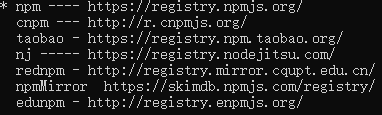 * npm ---- https://registry.npmjs.org/
cnpm --- http://r.cnpmjs.org/
taobao - https://registry.npm.taobao.org/
nj ----- https://registry.nodejitsu.com/
rednpm - http://registry.mirror.cqupt.edu.cn/
npmMirror  https://skimdb.npmjs.com/registry/
edunpm - http://registry.enpmjs.org/